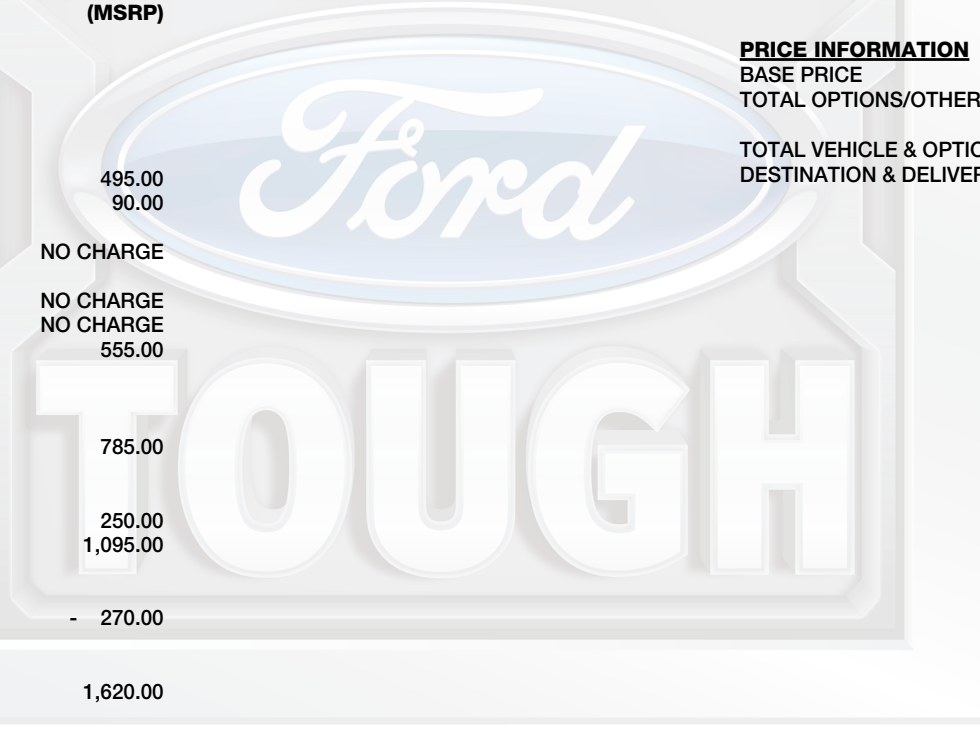 (MSRP)
495.00
90.00
NO CHARGE
NO CHARGE
NO CHARGE
555.00
785.00
250.00
1,095.00
- 270.00
1,620.00
PRICE INFORMATION
BASE PRICE
TOTAL OPTIONS/OTHER
TOTAL VEHICLE & OPTIO
DESTINATION & DELIVER
Ford
TOUGH